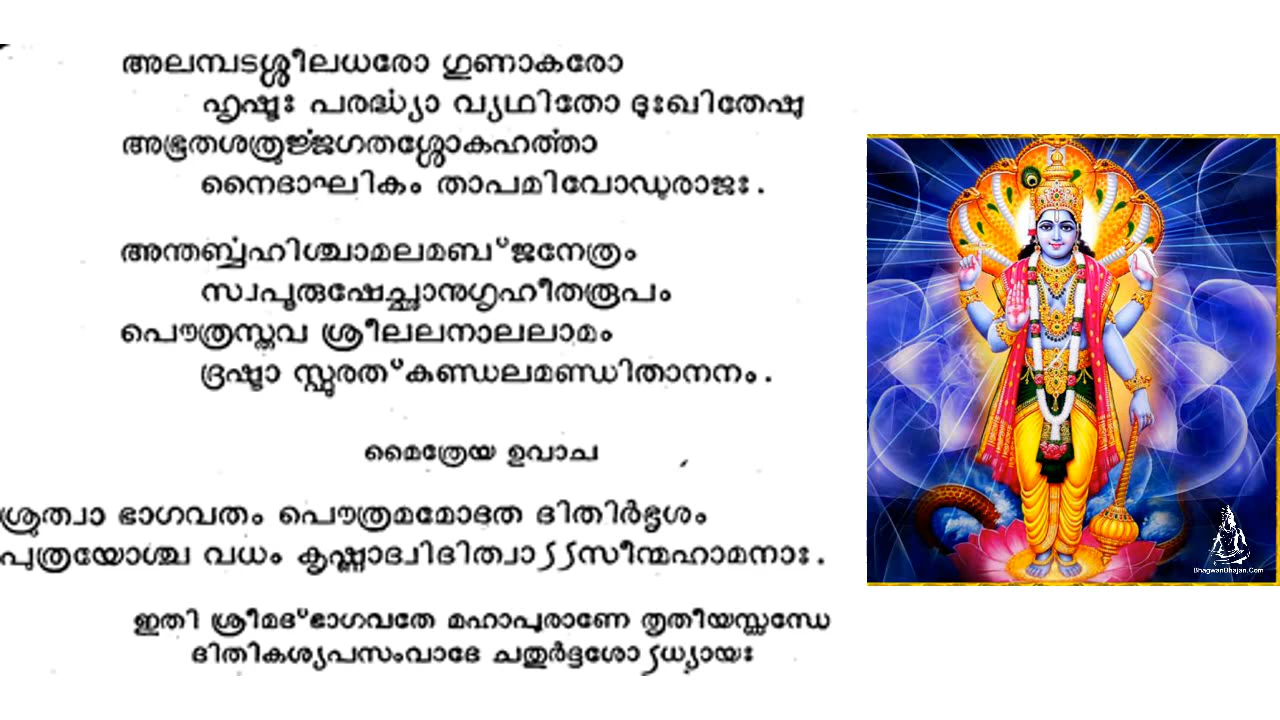 അലമ്പടശ്ശീലധരോ ഗുണാകരോ
ഹൃഷ്ടഃ പരർദ്ധ്യാ വ്യഥിതോ ദുഃഖിതേഷു
അഭൂതശത്രുർജ്ജഗതശ്ശോകഹർത്താ
നൈദാഘികം താപമിവോഡുരാജഃ.
അന്തർബ്ബഹിശ്ചാമലമബ്ജനേത്രം
സ്വപൂരുഷേച്ഛാനുഗൃഹീതരൂപം
പൌത്രസ്തവ ശ്രീലലനാലലാമം
ദ്രഷ്ടാ സ്ഫുരത്കുണ്ഡലമണ്ഡിതാനനം.
മൈത്രേയ ഉവാച
ശ്രുത്വാ ഭാഗവതം പൌത്രമമോദത ദിതിർഭൃശം
പുത്രയോശ്ച വധം കൃഷ്ണാദ്വിദിത്വാഽഽസീന്മഹാമനാഃ.
ഇതി ശ്രീമദ്ഭാഗവതേ മഹാപുരാണേ തൃതീയസ്കന്ധേ
ദിതികശ്യപസംവാദേ ചതുർദ്ദശോഽധ്യായഃ
BhagwanBhajan.Com